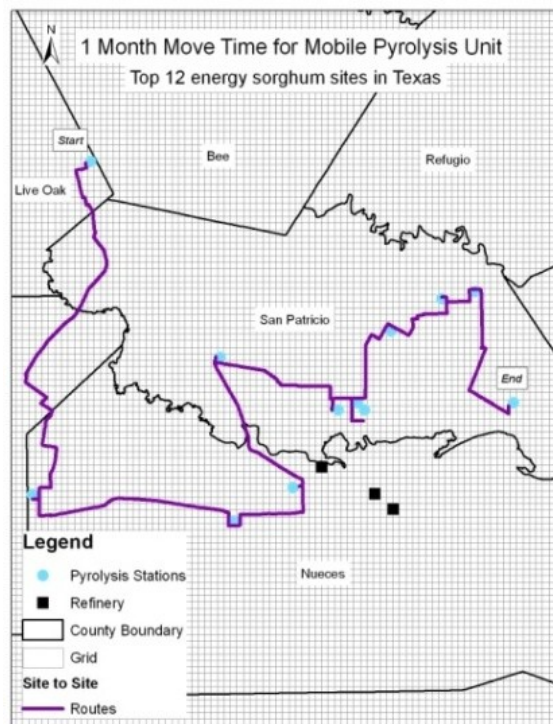 N
1 Month Move Time for Mobile Pyrolysis Unit
Top 12 energy sorghum sites in Texas
Start
Bee
Refugio
Live Oak
San Patricio
End
Legend
Pyrolysis Stations
Refinery
Nueces
County Boundary
Grid
Site to Site
Routes